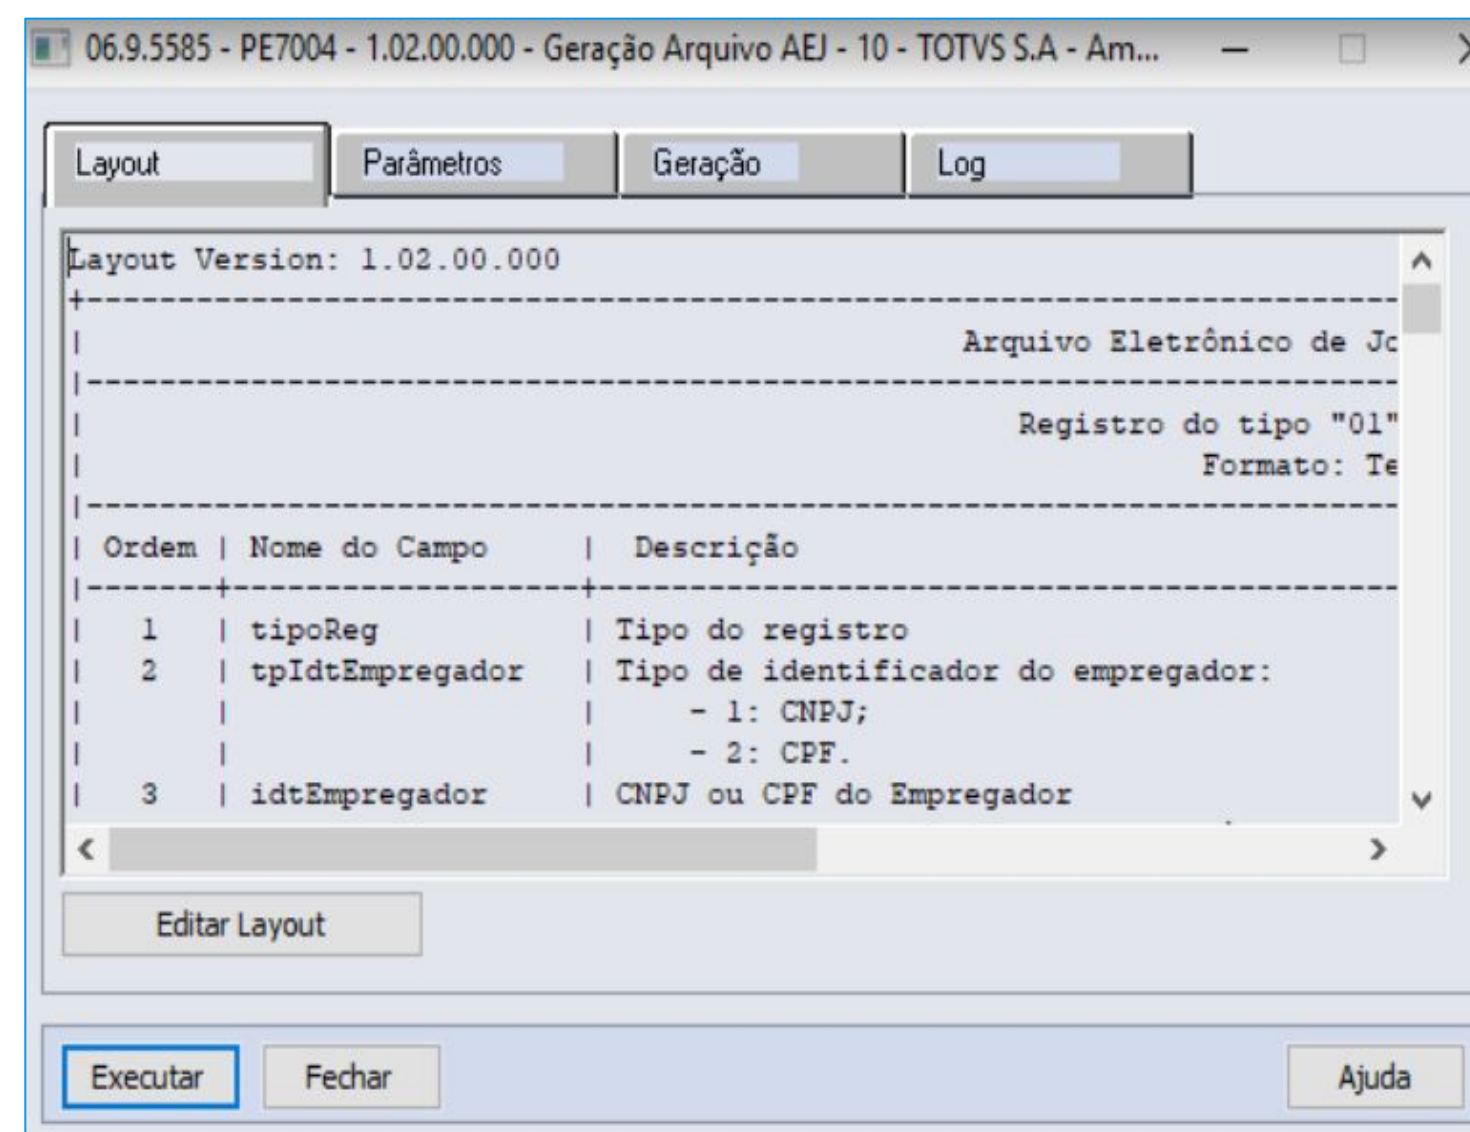 06.9.5585 - PE7004 - 1.02.00.000 - Geração Arquivo AEJ - 10 - TOTVS S.A - Am...
Layout Parâmetros Geração Log
Layout Version: 1.02.00.000
Arquivo Eletrônico de Jo
Registro do tipo "01"
Formato: Te
| Ordem | Nome do Campo | Descrição
| 1 | tipoReg | Tipo do registro
| 2 | tpIdtEmpregador | Tipo de identificador do empregador:
| | | - 1: CNPJ;
| | | - 2: CPF.
| 3 | idtEmpregador | CNPJ ou CPF do Empregador
Editar Layout
Executar Fechar Ajuda